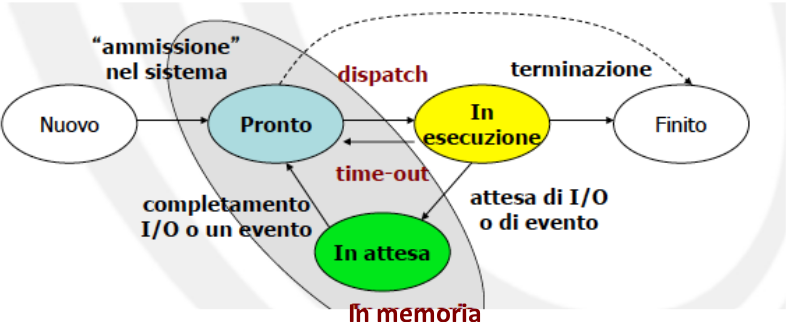 “ammissione”
nel sistema
dispatch
terminazione
Nuovo
Pronto
In
esecuzione
Finito
time-out
attesa di I/O
o di evento
completamento
I/O o un evento
In attesa
In memoria